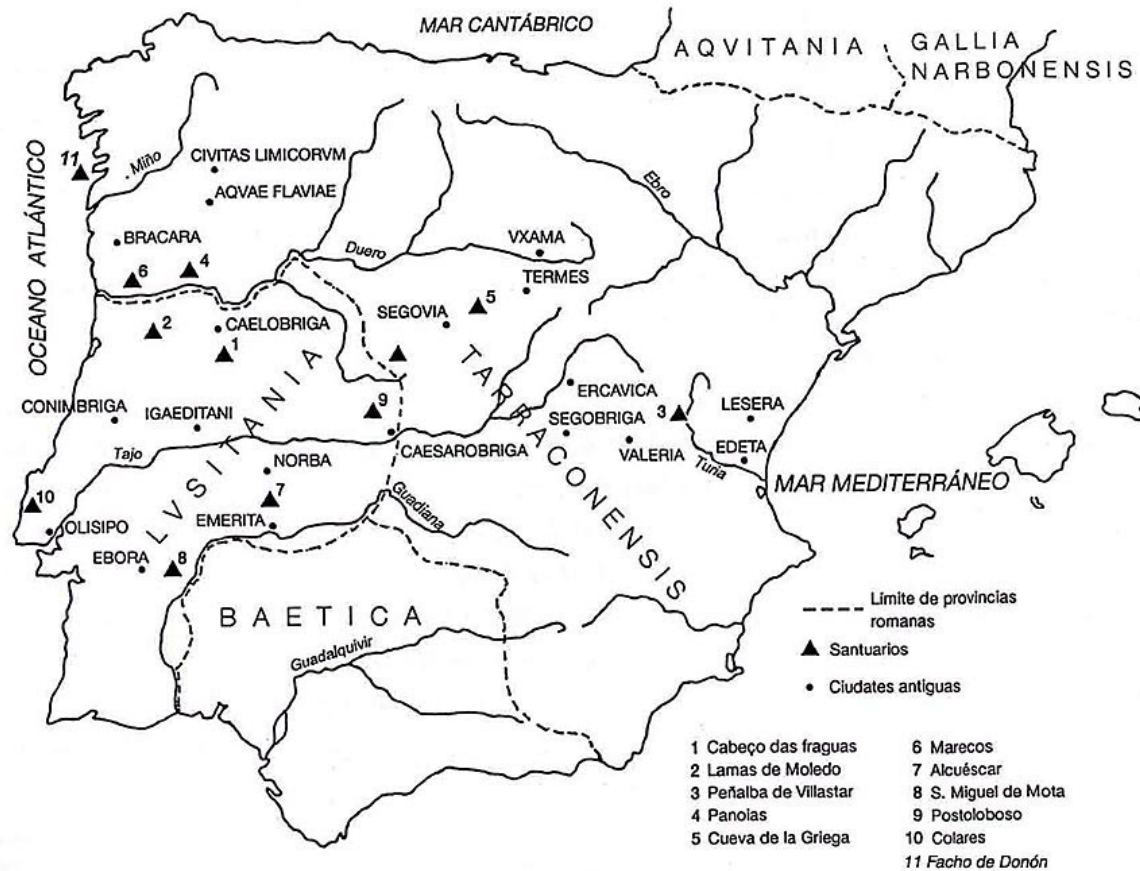 MAR CANTÁBRICO
AQVITANIA
GALLIA
NARBONENSIS
OCEANO ATLÁNTICO
11
Miño
CIVITAS LIMICORVM
AQVAE FLAVIAE
BRACARA
6
4
Duero
Ebro
VXAMA
TERMES
5
SEGOVIA
2
CAELOBRIGA
1
TARRACONENSIS
ERCAVICA
CONIMBRIGA
IGAEDITANI
9
SEGOBRIGA
3
LESERA
CAESAROBRIGA
VALERIA
EDETA
Tajo
LVSITANIA
NORBA
Turia
MAR MEDITERRÁNEO
7
Guadiana
10
OLISIPO
EMERITA
EBORA
8
BAETICA
Guadalquivir
Límite de provincias
romanas
Santuarios
Ciudates antiguas
1 Cabeço das fraguas
2 Lamas de Moledo
3 Peñalba de Villastar
4 Panoias
5 Cueva de la Griega
6 Marecos
7 Alcuéscar
8 S. Miguel de Mota
9 Postoloboso
10 Colares
11 Facho de Donón